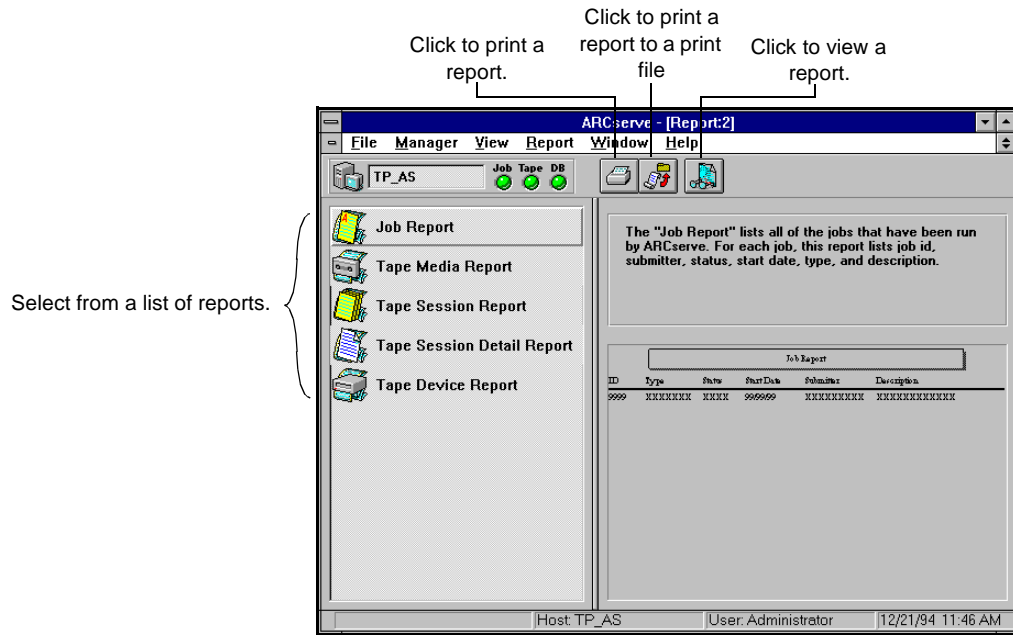 Click to print a
report.
Click to print a
report to a print
file
Click to view a
report.
ARCserve - [Report:2]
File Manager View Report Window Help
TP_AS
Job Tape DB
Select from a list of reports.
Job Report
Tape Media Report
Tape Session Report
Tape Session Detail Report
Tape Device Report
The "Job Report" lists all of the jobs that have been run
by ARCserve. For each job, this report lists job id,
submitter, status, start date, type, and description.
Job Report
ID Type Status Start Date Submitter Description
9999 XXXXXXX XXXX 99/99/99 XXXXXXXXX XXXXXXXXXXXX
Host: TP_AS User: Administrator 12/21/94 11:46 AM